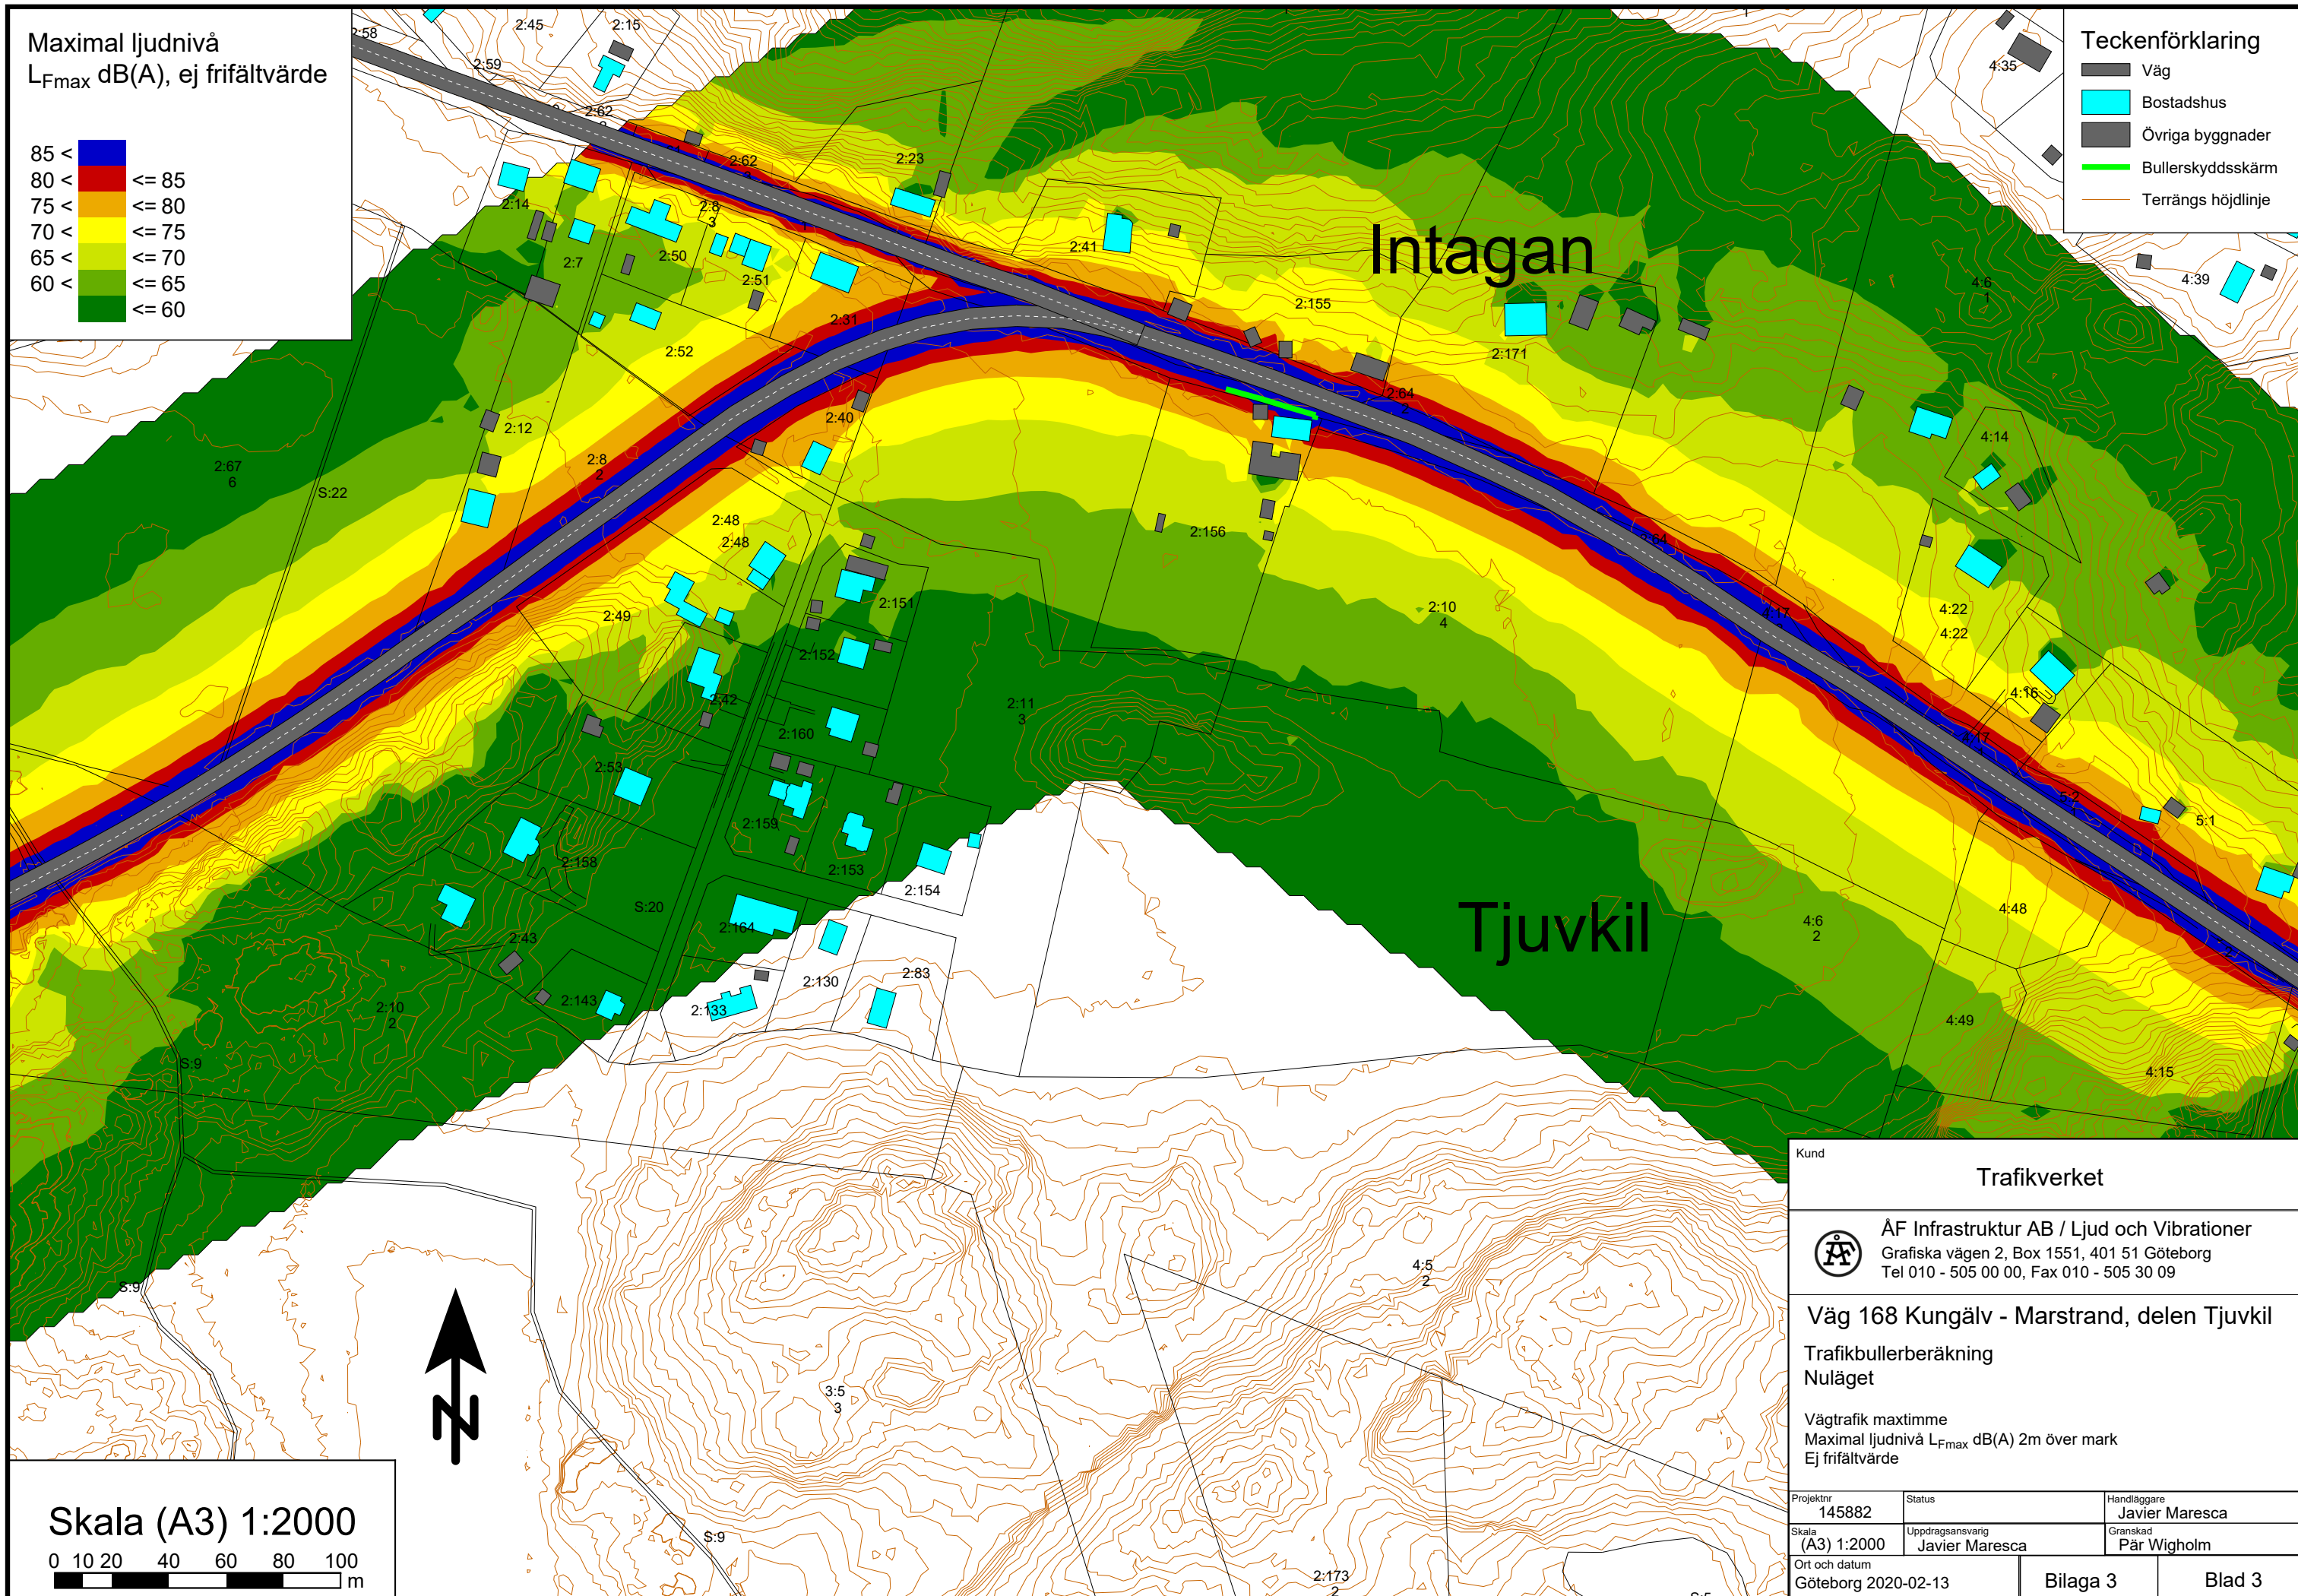 Maximal ljudnivå
LFmax dB(A), ej frifältvärde
85 <
80 < <= 85
75 < <= 80
70 < <= 75
65 < <= 70
60 < <= 65
<= 60
Teckenförklaring
Väg
Bostadshus
Övriga byggnader
Bullerskyddsskärm
Terrängs höjdlinje
2:58
2:45
2:15
2:59
2:62
2:62
2:23
2:14
2:8
3
2:7
2:50
2:51
2:41
Intagan
2:155
2:31
2:52
2:171
2:64
2
2:40
2:12
2:8
2
2:67
6
S:22
2:48
2:48
2:156
2:49
2:151
2:152
2:10
4
2:42
2:160
2:11
3
2:53
2:159
2:158
2:153
2:154
S:20
2:164
2:43
2:130
2:83
2:143
2:133
2:10
2
S:9
S:9
S:9
Tjuvkil
4:35
4:6
1
4:39
4:14
4:22
4:22
4:16
4:17
4:17
5:2
5:1
4:48
4:6
2
4:49
4:15
4:5
2
3:5
3
2:173
2
Kund
Trafikverket
ÅF
ÅF Infrastruktur AB / Ljud och Vibrationer
Grafiska vägen 2, Box 1551, 401 51 Göteborg
Tel 010 - 505 00 00, Fax 010 - 505 30 09
Väg 168 Kungälv - Marstrand, delen Tjuvkil
Trafikbullerberäkning
Nuläget
Vägtrafik maxtimme
Maximal ljudnivå LFmax dB(A) 2m över mark
Ej frifältvärde
Projektnr
145882
Status
Handläggare
Javier Maresca
Skala
(A3) 1:2000
Uppdragsansvarig
Javier Maresca
Granskad
Pär Wigholm
Ort och datum
Göteborg 2020-02-13
Bilaga 3
Blad 3
N
Skala (A3) 1:2000
0 10 20 40 60 80 100
m